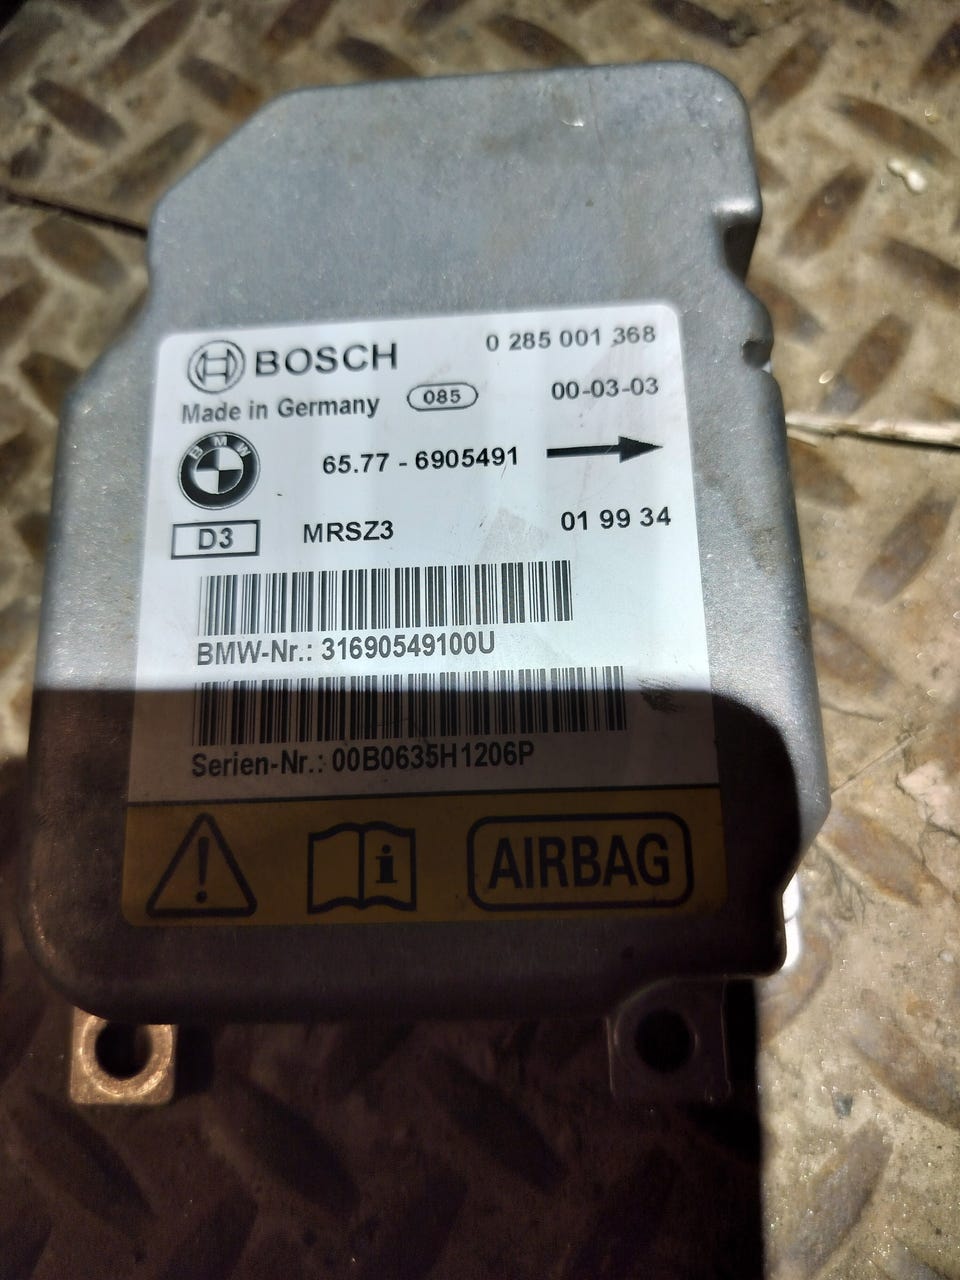 BOSCH 0 285 001 368
Made in Germany 085 00-03-03
BMW 65.77 - 6905491
D3 MRSZ3 01 99 34
BMW-Nr.: 31690549100U
Serien-Nr.: 00B0635H1206P
! i AIRBAG